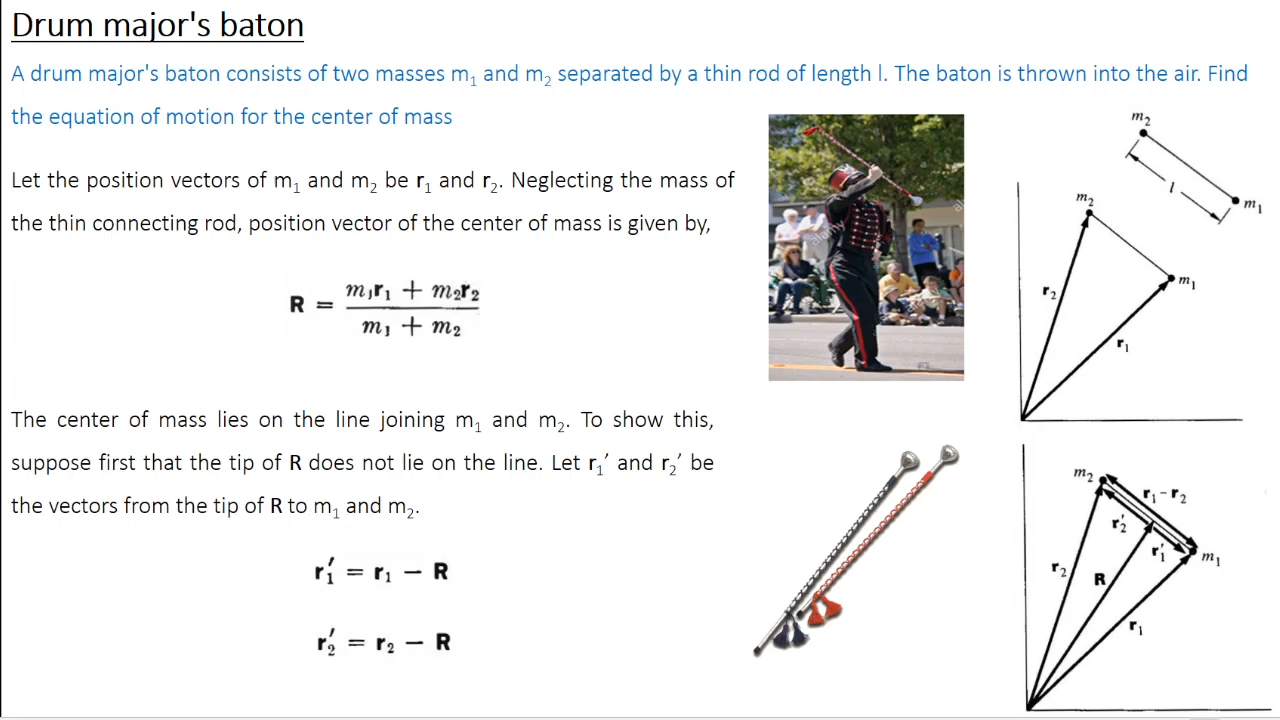 Drum major's baton
A drum major's baton consists of two masses m₁ and m₂ separated by a thin rod of length l. The baton is thrown into the air. Find
the equation of motion for the center of mass
Let the position vectors of m₁ and m₂ be r₁ and r₂. Neglecting the mass of
the thin connecting rod, position vector of the center of mass is given by,
R = (m₁r₁ + m₂r₂) / (m₁ + m₂)
The center of mass lies on the line joining m₁ and m₂. To show this,
suppose first that the tip of R does not lie on the line. Let r₁′ and r₂′ be
the vectors from the tip of R to m₁ and m₂.
r₁′ = r₁ − R
r₂′ = r₂ − R
alamy
a
m₂
l
m₁
m₂
m₁
r₂
r₁
m₂
r₁ − r₂
r₂′
r₁′
m₁
r₂
R
r₁